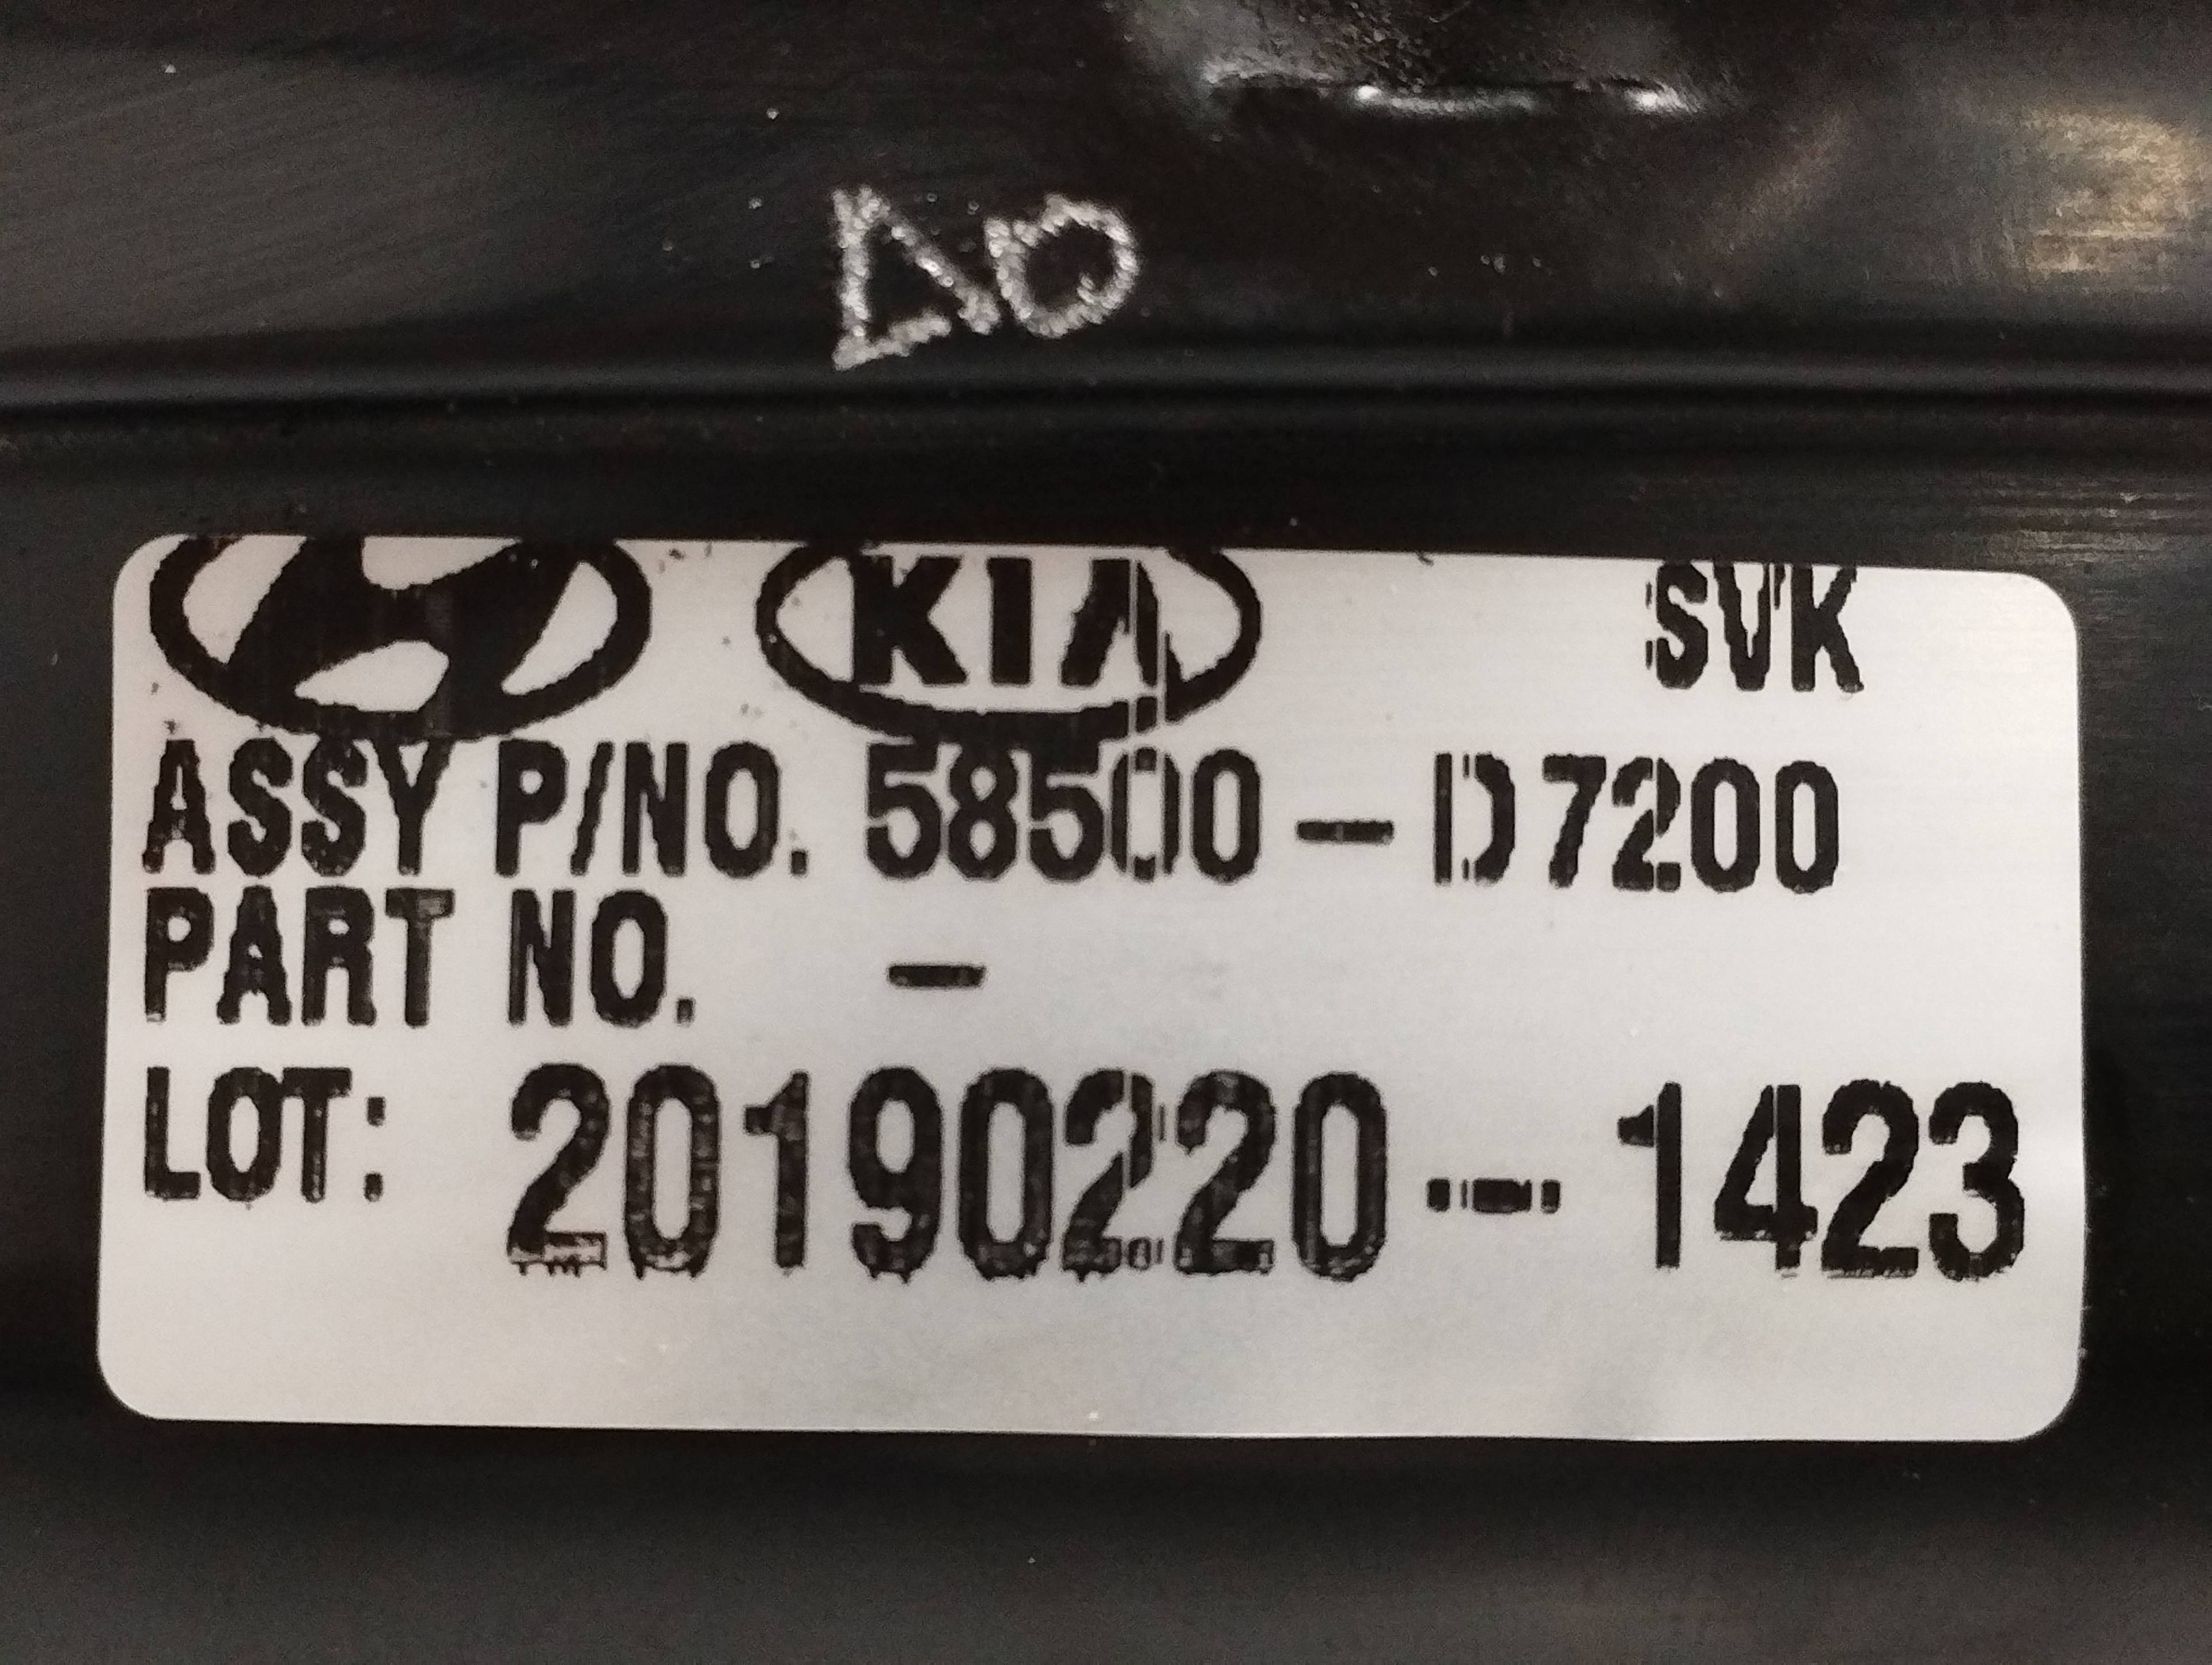 KIA SVK
ASSY P/NO. 58500-D7200
PART NO. -
LOT: 20190220-1423